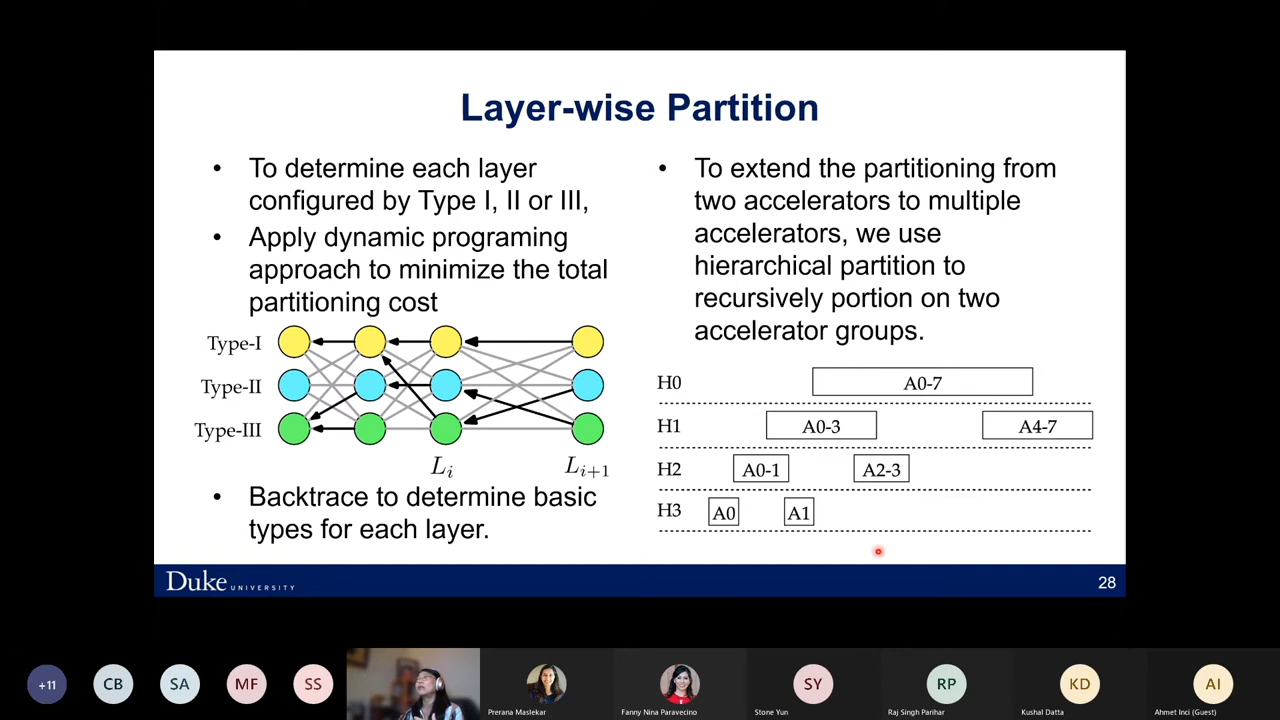 Layer-wise Partition
• To determine each layer
configured by Type I, II or III,
• Apply dynamic programing
approach to minimize the total
partitioning cost
Type-I
Type-II
Type-III
L_i
L_{i+1}
• Backtrace to determine basic
types for each layer.
• To extend the partitioning from
two accelerators to multiple
accelerators, we use
hierarchical partition to
recursively portion on two
accelerator groups.
H0 A0-7
H1 A0-3 A4-7
H2 A0-1 A2-3
H3 A0 A1
Duke UNIVERSITY
28
+11
CB
SA
MF
SS
Prerana Maslekar
Fanny Nina Paravecino
SY
Stone Yun
RP
Raj Singh Parihar
KD
Kushal Datta
AI
Ahmet Inci (Guest)